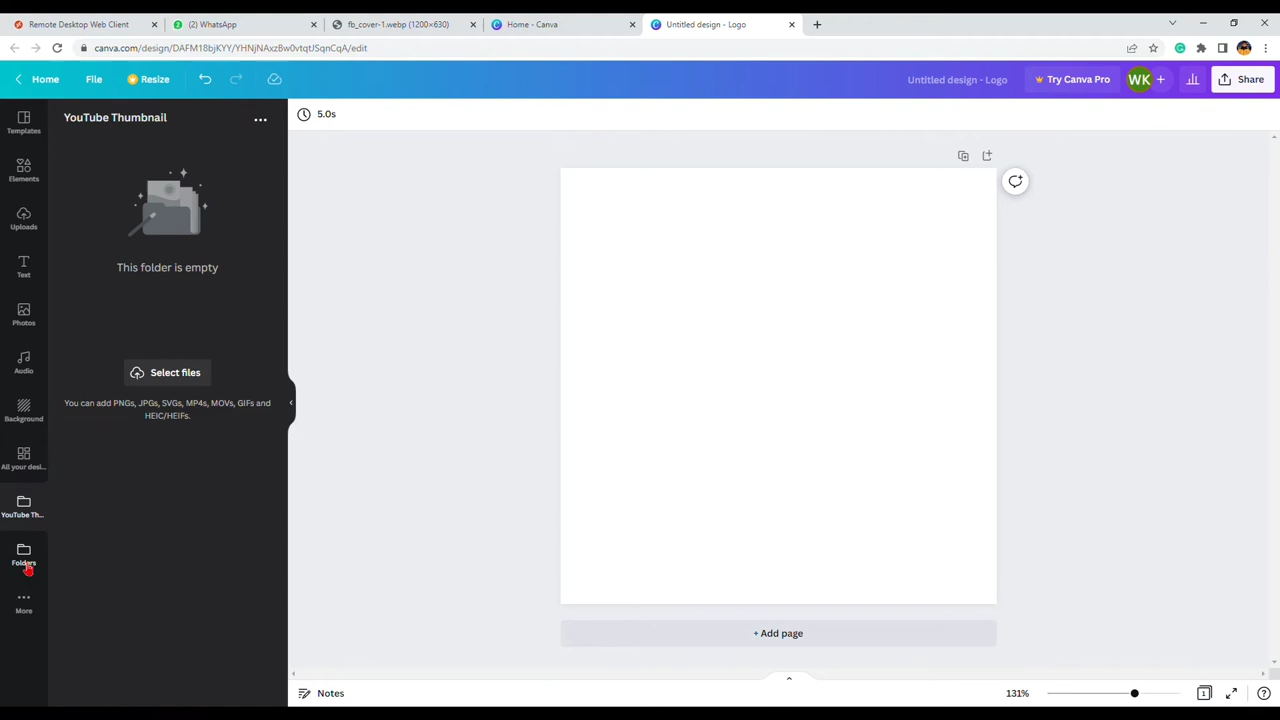 Remote Desktop Web Client
(2) WhatsApp
fb_cover-1.webp (1200×630)
Home - Canva
Untitled design - Logo
canva.com/design/DAFM18bjKYY/YHNjNAxzBw0vtqtJSqnCqA/edit
Home
File
Resize
Untitled design - Logo
Try Canva Pro
WK
Share
Templates
Elements
Uploads
Text
Photos
Audio
Background
All your desi...
YouTube Th...
Folders
More
YouTube Thumbnail
This folder is empty
Select files
You can add PNGs, JPGs, SVGs, MP4s, MOVs, GIFs and
HEIC/HEIFs.
5.0s
+ Add page
Notes
131%
1